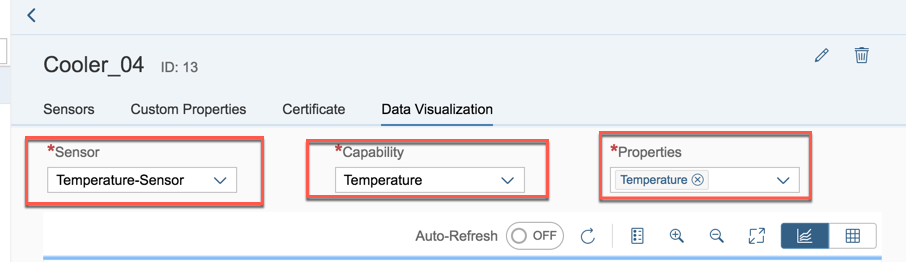 Cooler_04 ID: 13
Sensors Custom Properties Certificate Data Visualization
*Sensor *Capability *Properties
Temperature-Sensor Temperature Temperature
Auto-Refresh OFF